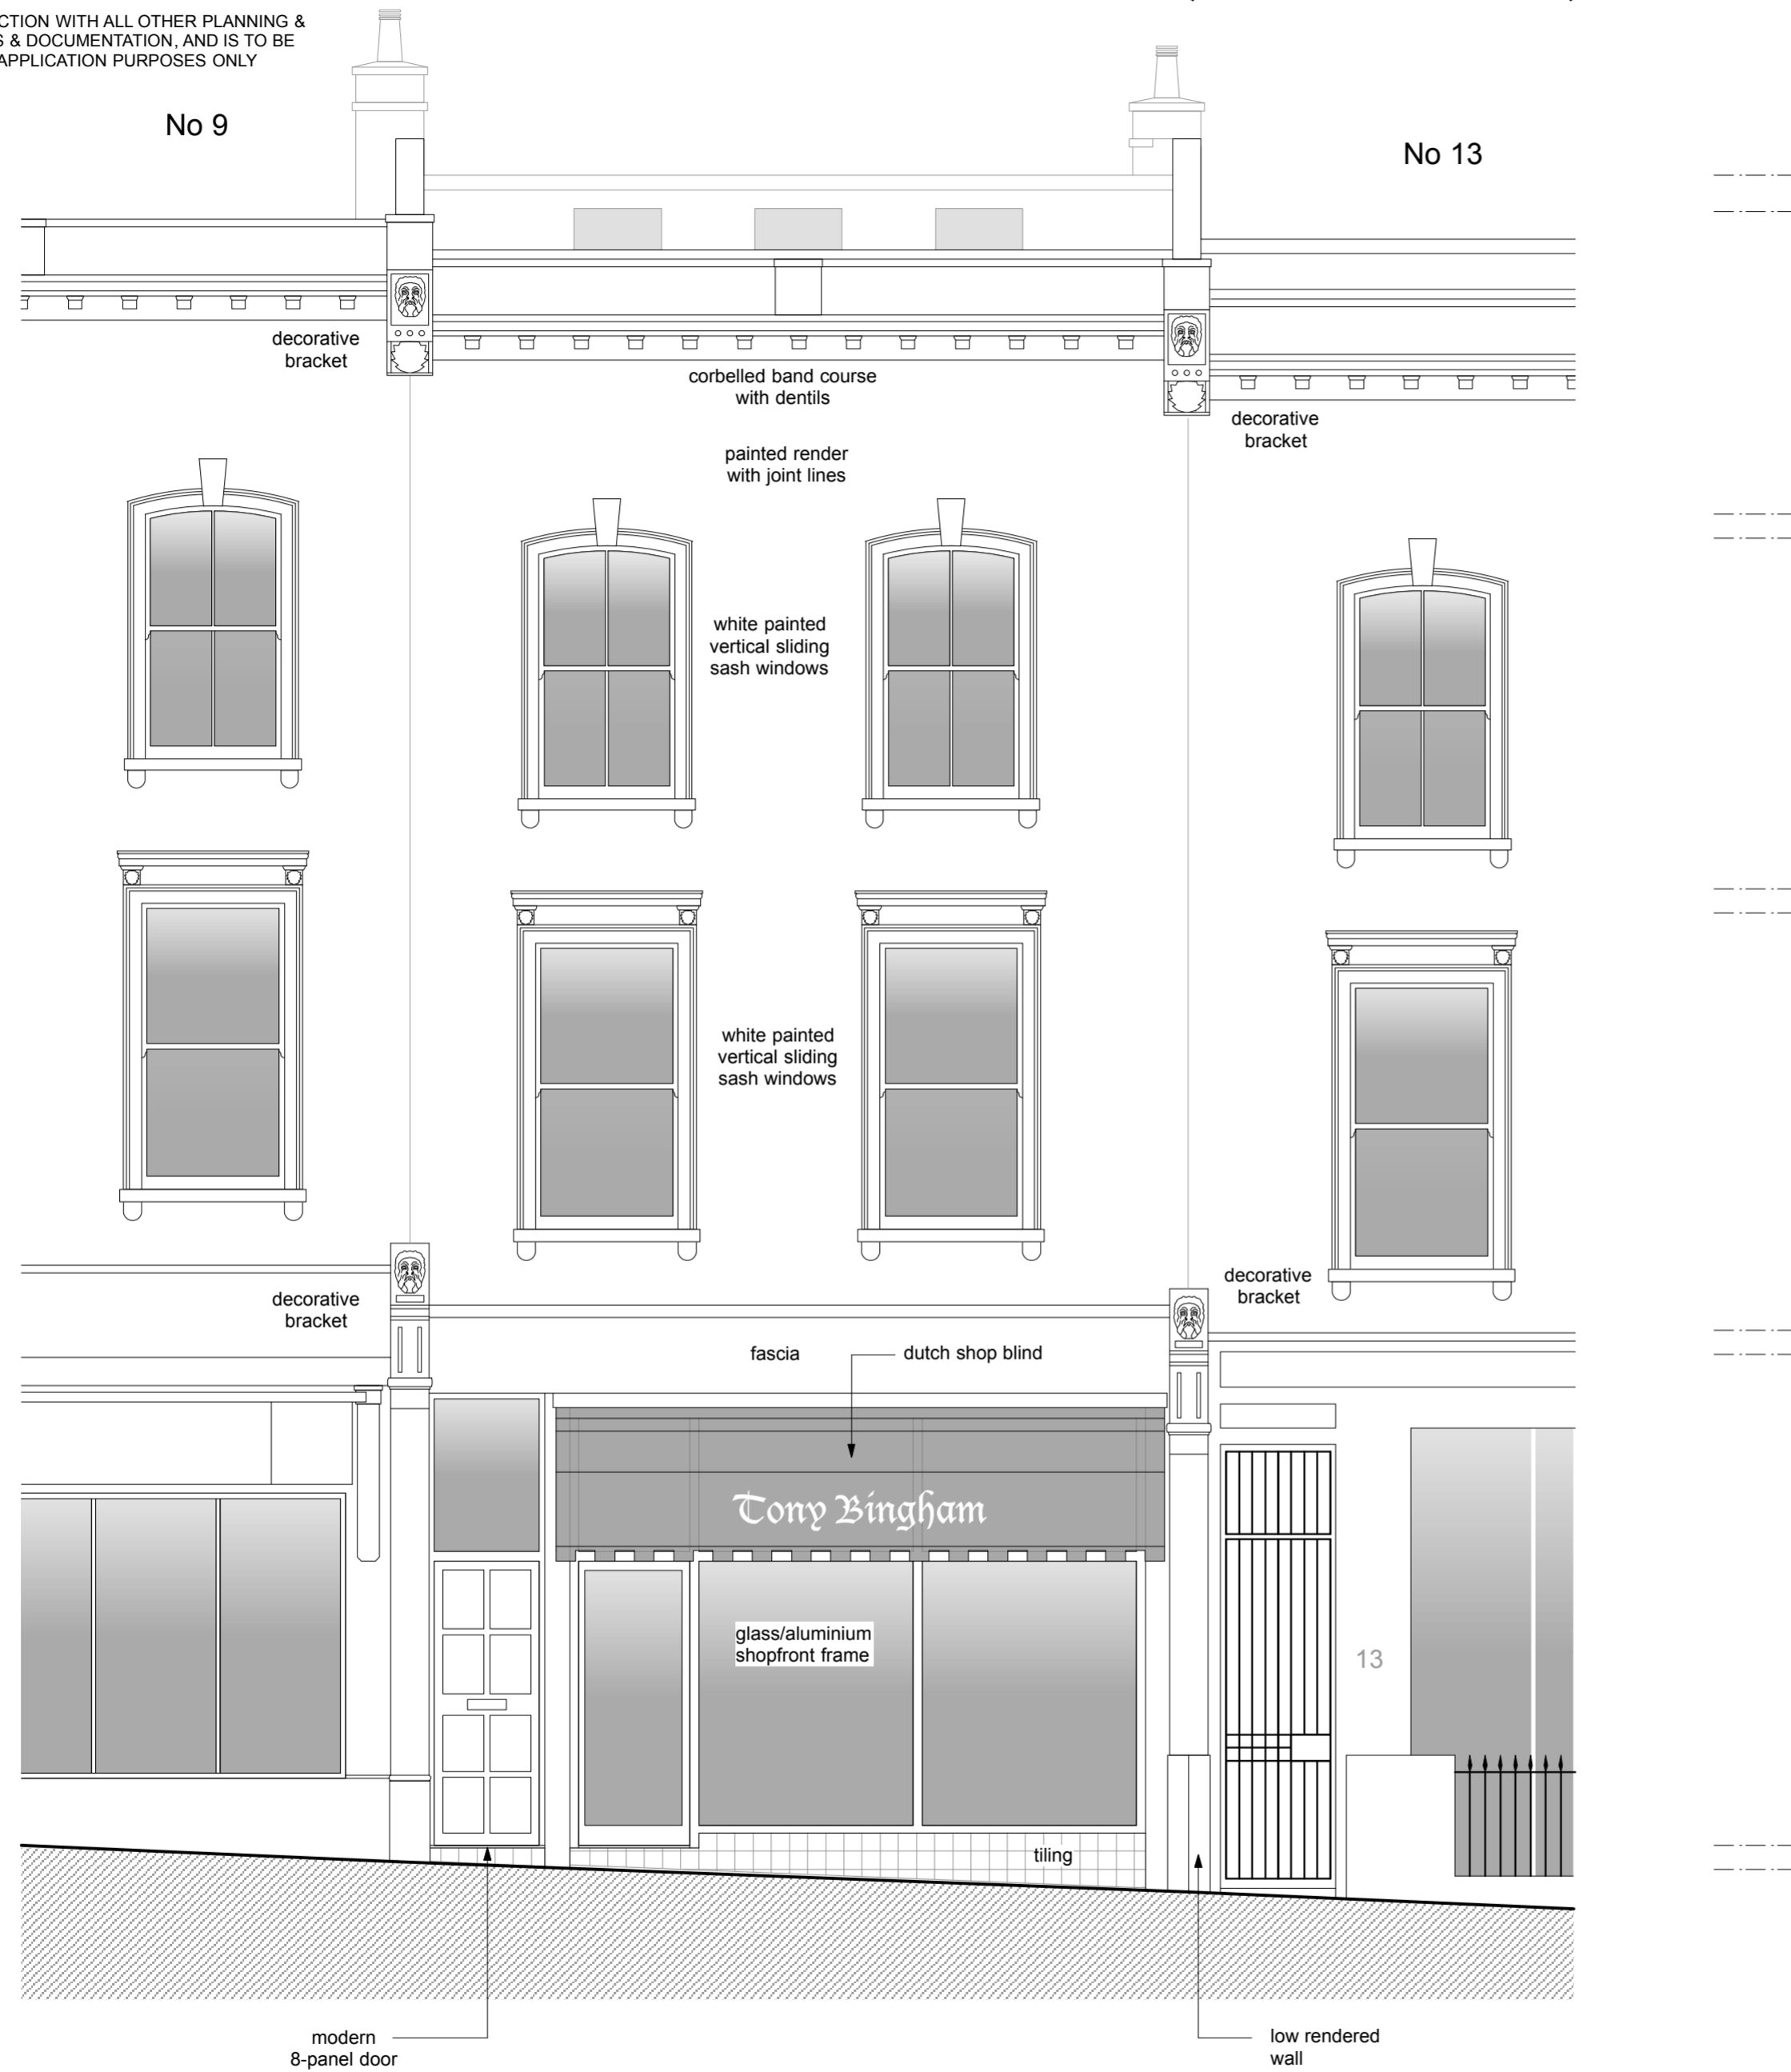 CTION WITH ALL OTHER PLANNING &
S & DOCUMENTATION, AND IS TO BE
APPLICATION PURPOSES ONLY
No 9
No 13
decorative
bracket
corbelled band course
with dentils
decorative
bracket
painted render
with joint lines
white painted
vertical sliding
sash windows
white painted
vertical sliding
sash windows
decorative
bracket
decorative
bracket
fascia
dutch shop blind
Tony Bingham
glass/aluminium
shopfront frame
13
tiling
modern
8-panel door
low rendered
wall